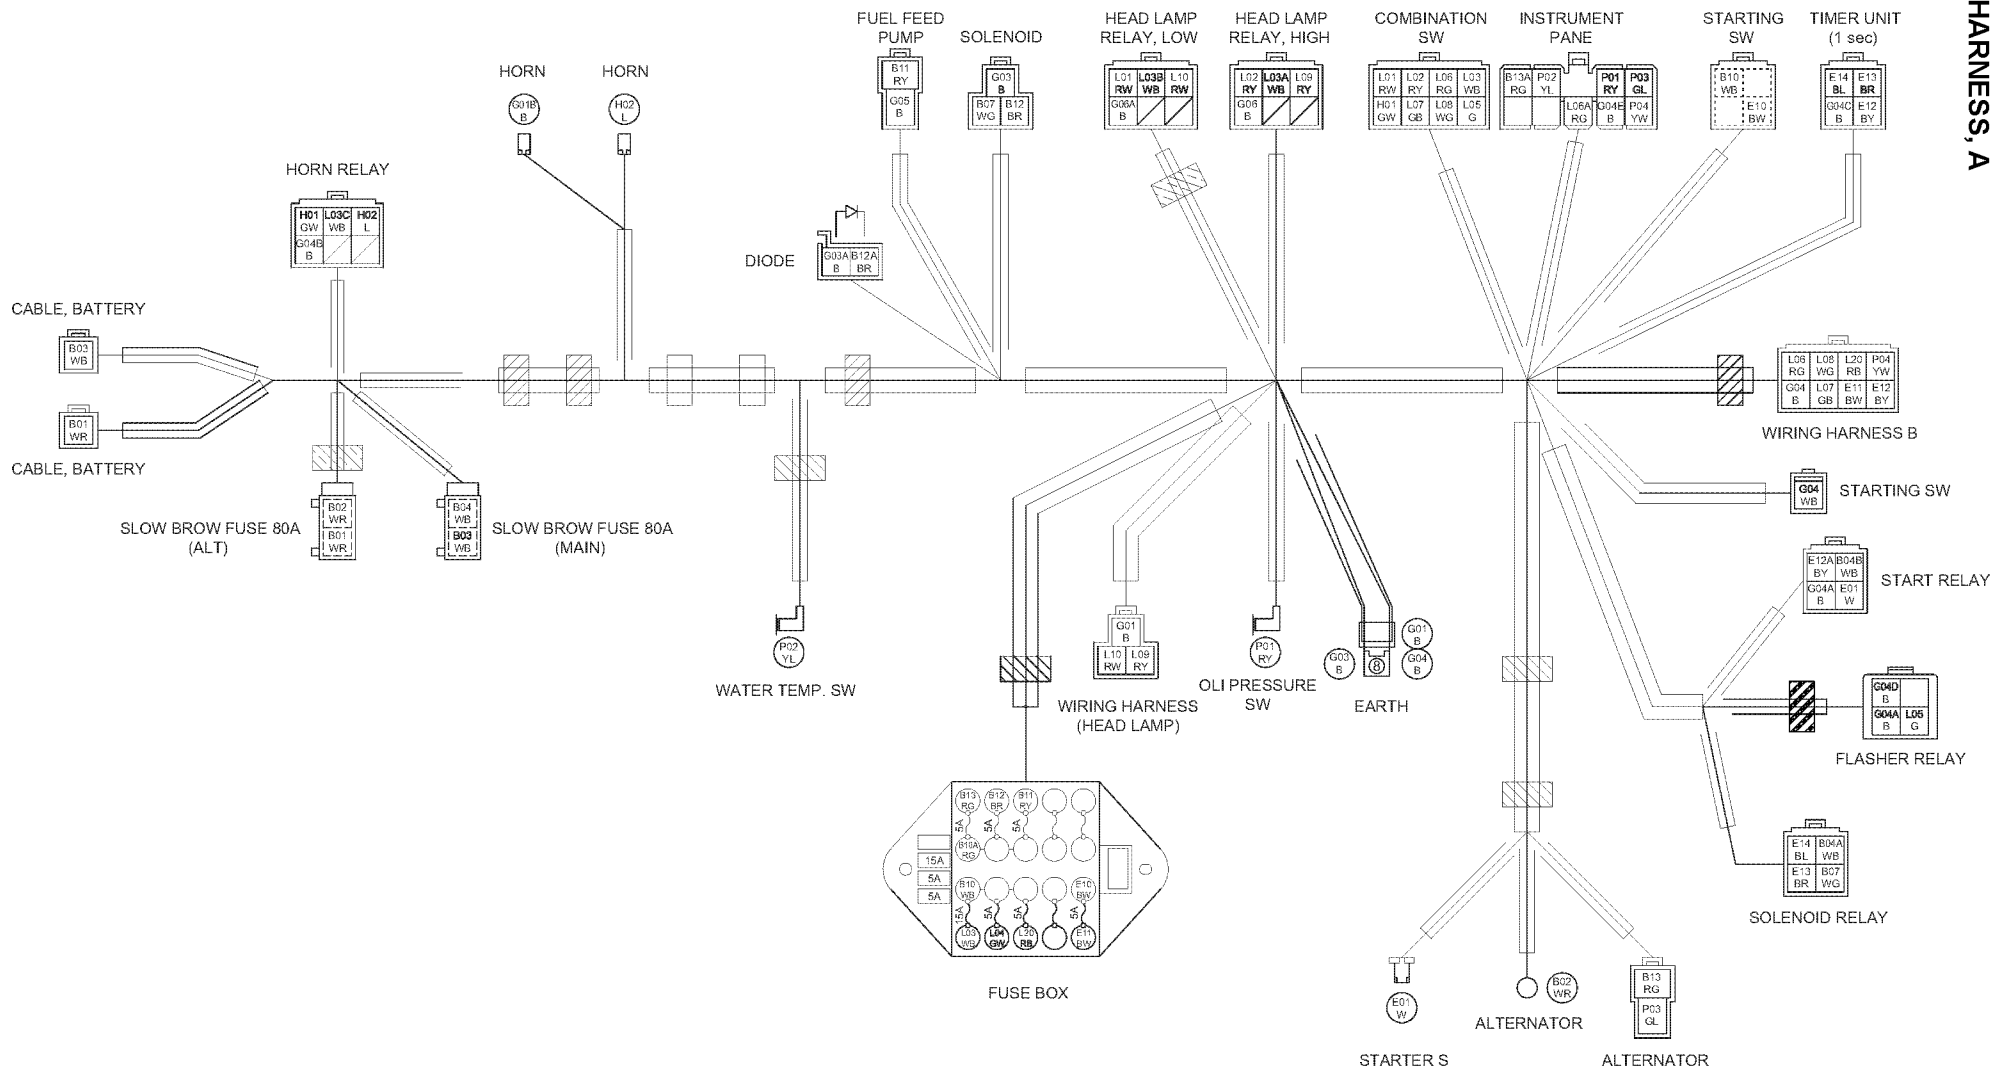 HARNESS, A
FUEL FEED
PUMP
B11
RY
G05
B
SOLENOID
G03
B
B07 B12
WG BR
HEAD LAMP
RELAY, LOW
L01 L03B L10
RW WB RW
G06A
B
HEAD LAMP
RELAY, HIGH
L02 L03A L09
RY WB RY
G06
B
COMBINATION
SW
L01 L02 L06 L03
RW RY RG WB
H01 L07 L08 L05
GW GB WG G
INSTRUMENT
PANE
B13A P02 P01 P03
RG YL RY GL
L06A G04E P04
RG B YW
STARTING
SW
B10
WB
E10
BW
TIMER UNIT
(1 sec)
E14 E13
BL BR
G04C E12
B BY
HORN
G01B
B
HORN
H02
L
HORN RELAY
H01 L03C H02
GW WB L
G04B
B
DIODE
G03A B12A
B BR
CABLE, BATTERY
B03
WB
B01
WR
CABLE, BATTERY
SLOW BROW FUSE 80A
(ALT)
B02
WR
B01
WR
B04
WB
B03
WB
SLOW BROW FUSE 80A
(MAIN)
L06 L08 L20 P04
RG WG RB YW
G04 L07 E11 E12
B GB BW BY
WIRING HARNESS B
G04
WB
STARTING SW
E12A B04B
BY WB
G04A E01
B W
START RELAY
P02
YL
WATER TEMP. SW
G01
B
L10 L09
RW RY
WIRING HARNESS
(HEAD LAMP)
P01
RY
OLI PRESSURE
SW
G03
B
8
G01
B
G04
B
EARTH
G04D
B
G04A L05
B G
FLASHER RELAY
B13 B12 B11
RG BR RY
5A 5A 5A
B10A
RG
15A
5A
5A
B10 E10
WB BW
15A 5A 5A 5A
L03 L04 L20 E11
WB GW RB BW
FUSE BOX
E14 B04A
BL WB
E13 B07
BR WG
SOLENOID RELAY
E01
W
STARTER S
B02
WR
ALTERNATOR
B13
RG
P03
GL
ALTERNATOR